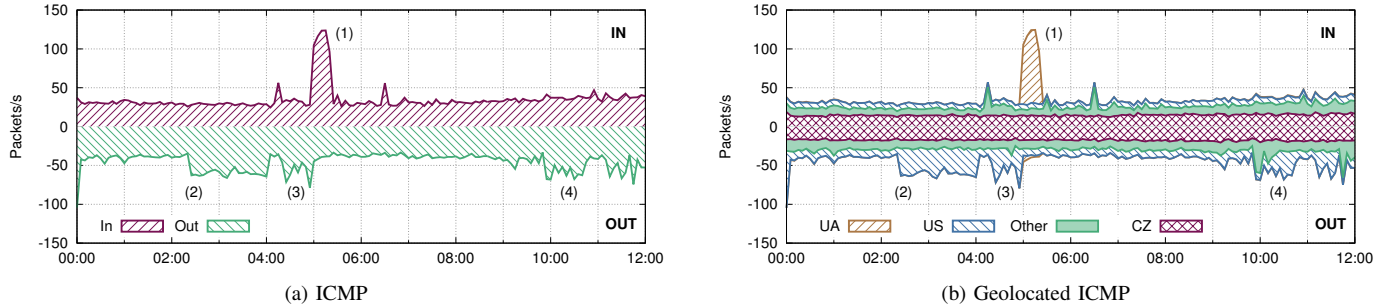 150
100
50
0
-50
-100
-150
Packets/s
IN
(1)
(2)
(3)
(4)
In
Out
OUT
00:00 02:00 04:00 06:00 08:00 10:00 12:00
(a) ICMP
150
100
50
0
-50
-100
-150
Packets/s
IN
(1)
(2)
(3)
(4)
UA
US
Other
CZ
OUT
00:00 02:00 04:00 06:00 08:00 10:00 12:00
(b) Geolocated ICMP